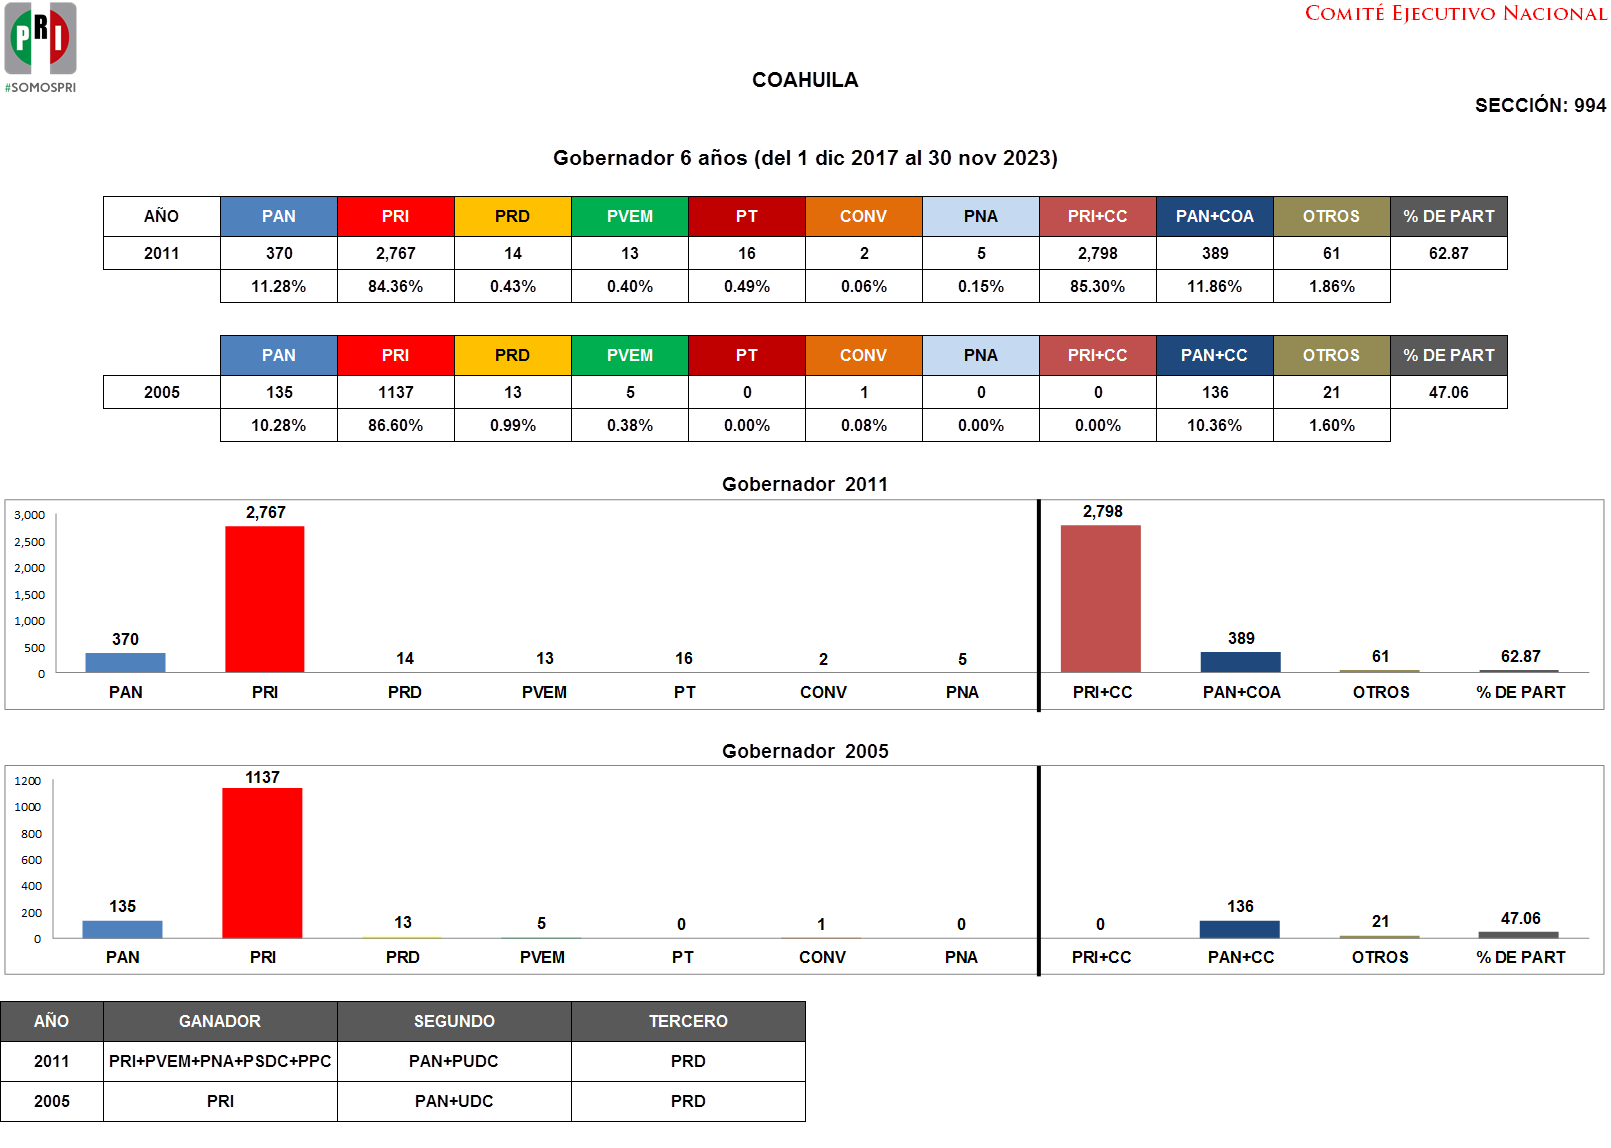 PRI
#SOMOSPRI
COMITÉ EJECUTIVO NACIONAL
COAHUILA
SECCIÓN: 994
Gobernador 6 años (del 1 dic 2017 al 30 nov 2023)
AÑO PAN PRI PRD PVEM PT CONV PNA PRI+CC PAN+COA OTROS % DE PART
2011 370 2,767 14 13 16 2 5 2,798 389 61 62.87
11.28% 84.36% 0.43% 0.40% 0.49% 0.06% 0.15% 85.30% 11.86% 1.86%
PAN PRI PRD PVEM PT CONV PNA PRI+CC PAN+CC OTROS % DE PART
2005 135 1137 13 5 0 1 0 0 136 21 47.06
10.28% 86.60% 0.99% 0.38% 0.00% 0.08% 0.00% 0.00% 10.36% 1.60%
Gobernador 2011
3,000
2,500
2,000
1,500
1,000
500
0
370 2,767 14 13 16 2 5 2,798 389 61 62.87
PAN PRI PRD PVEM PT CONV PNA PRI+CC PAN+COA OTROS % DE PART
Gobernador 2005
1200
1000
800
600
400
200
0
135 1137 13 5 0 1 0 0 136 21 47.06
PAN PRI PRD PVEM PT CONV PNA PRI+CC PAN+CC OTROS % DE PART
AÑO GANADOR SEGUNDO TERCERO
2011 PRI+PVEM+PNA+PSDC+PPC PAN+PUDC PRD
2005 PRI PAN+UDC PRD